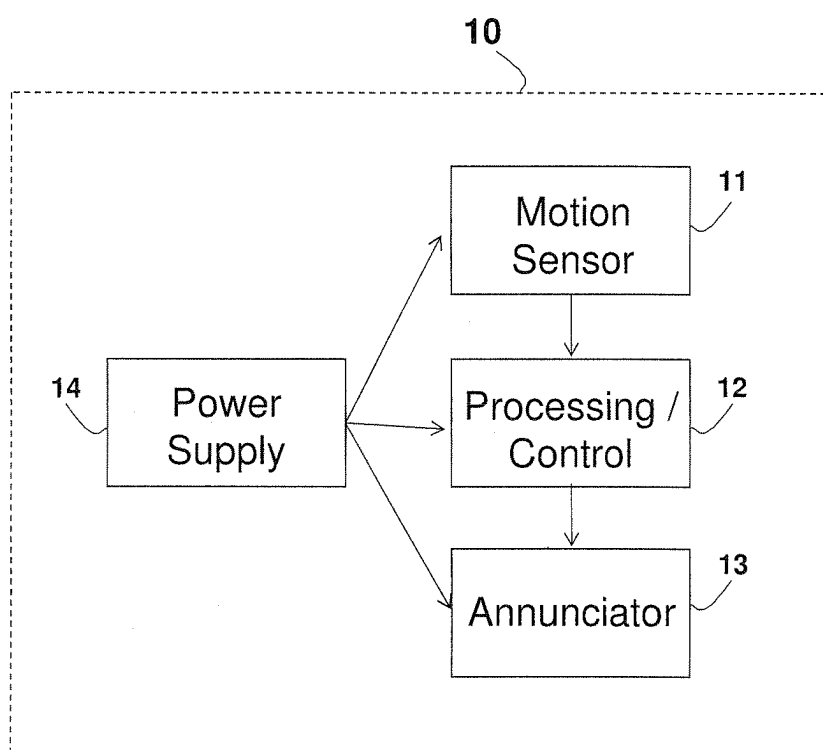 10
Motion
Sensor
11
Power
Supply
14
Processing /
Control
12
Annunciator
13